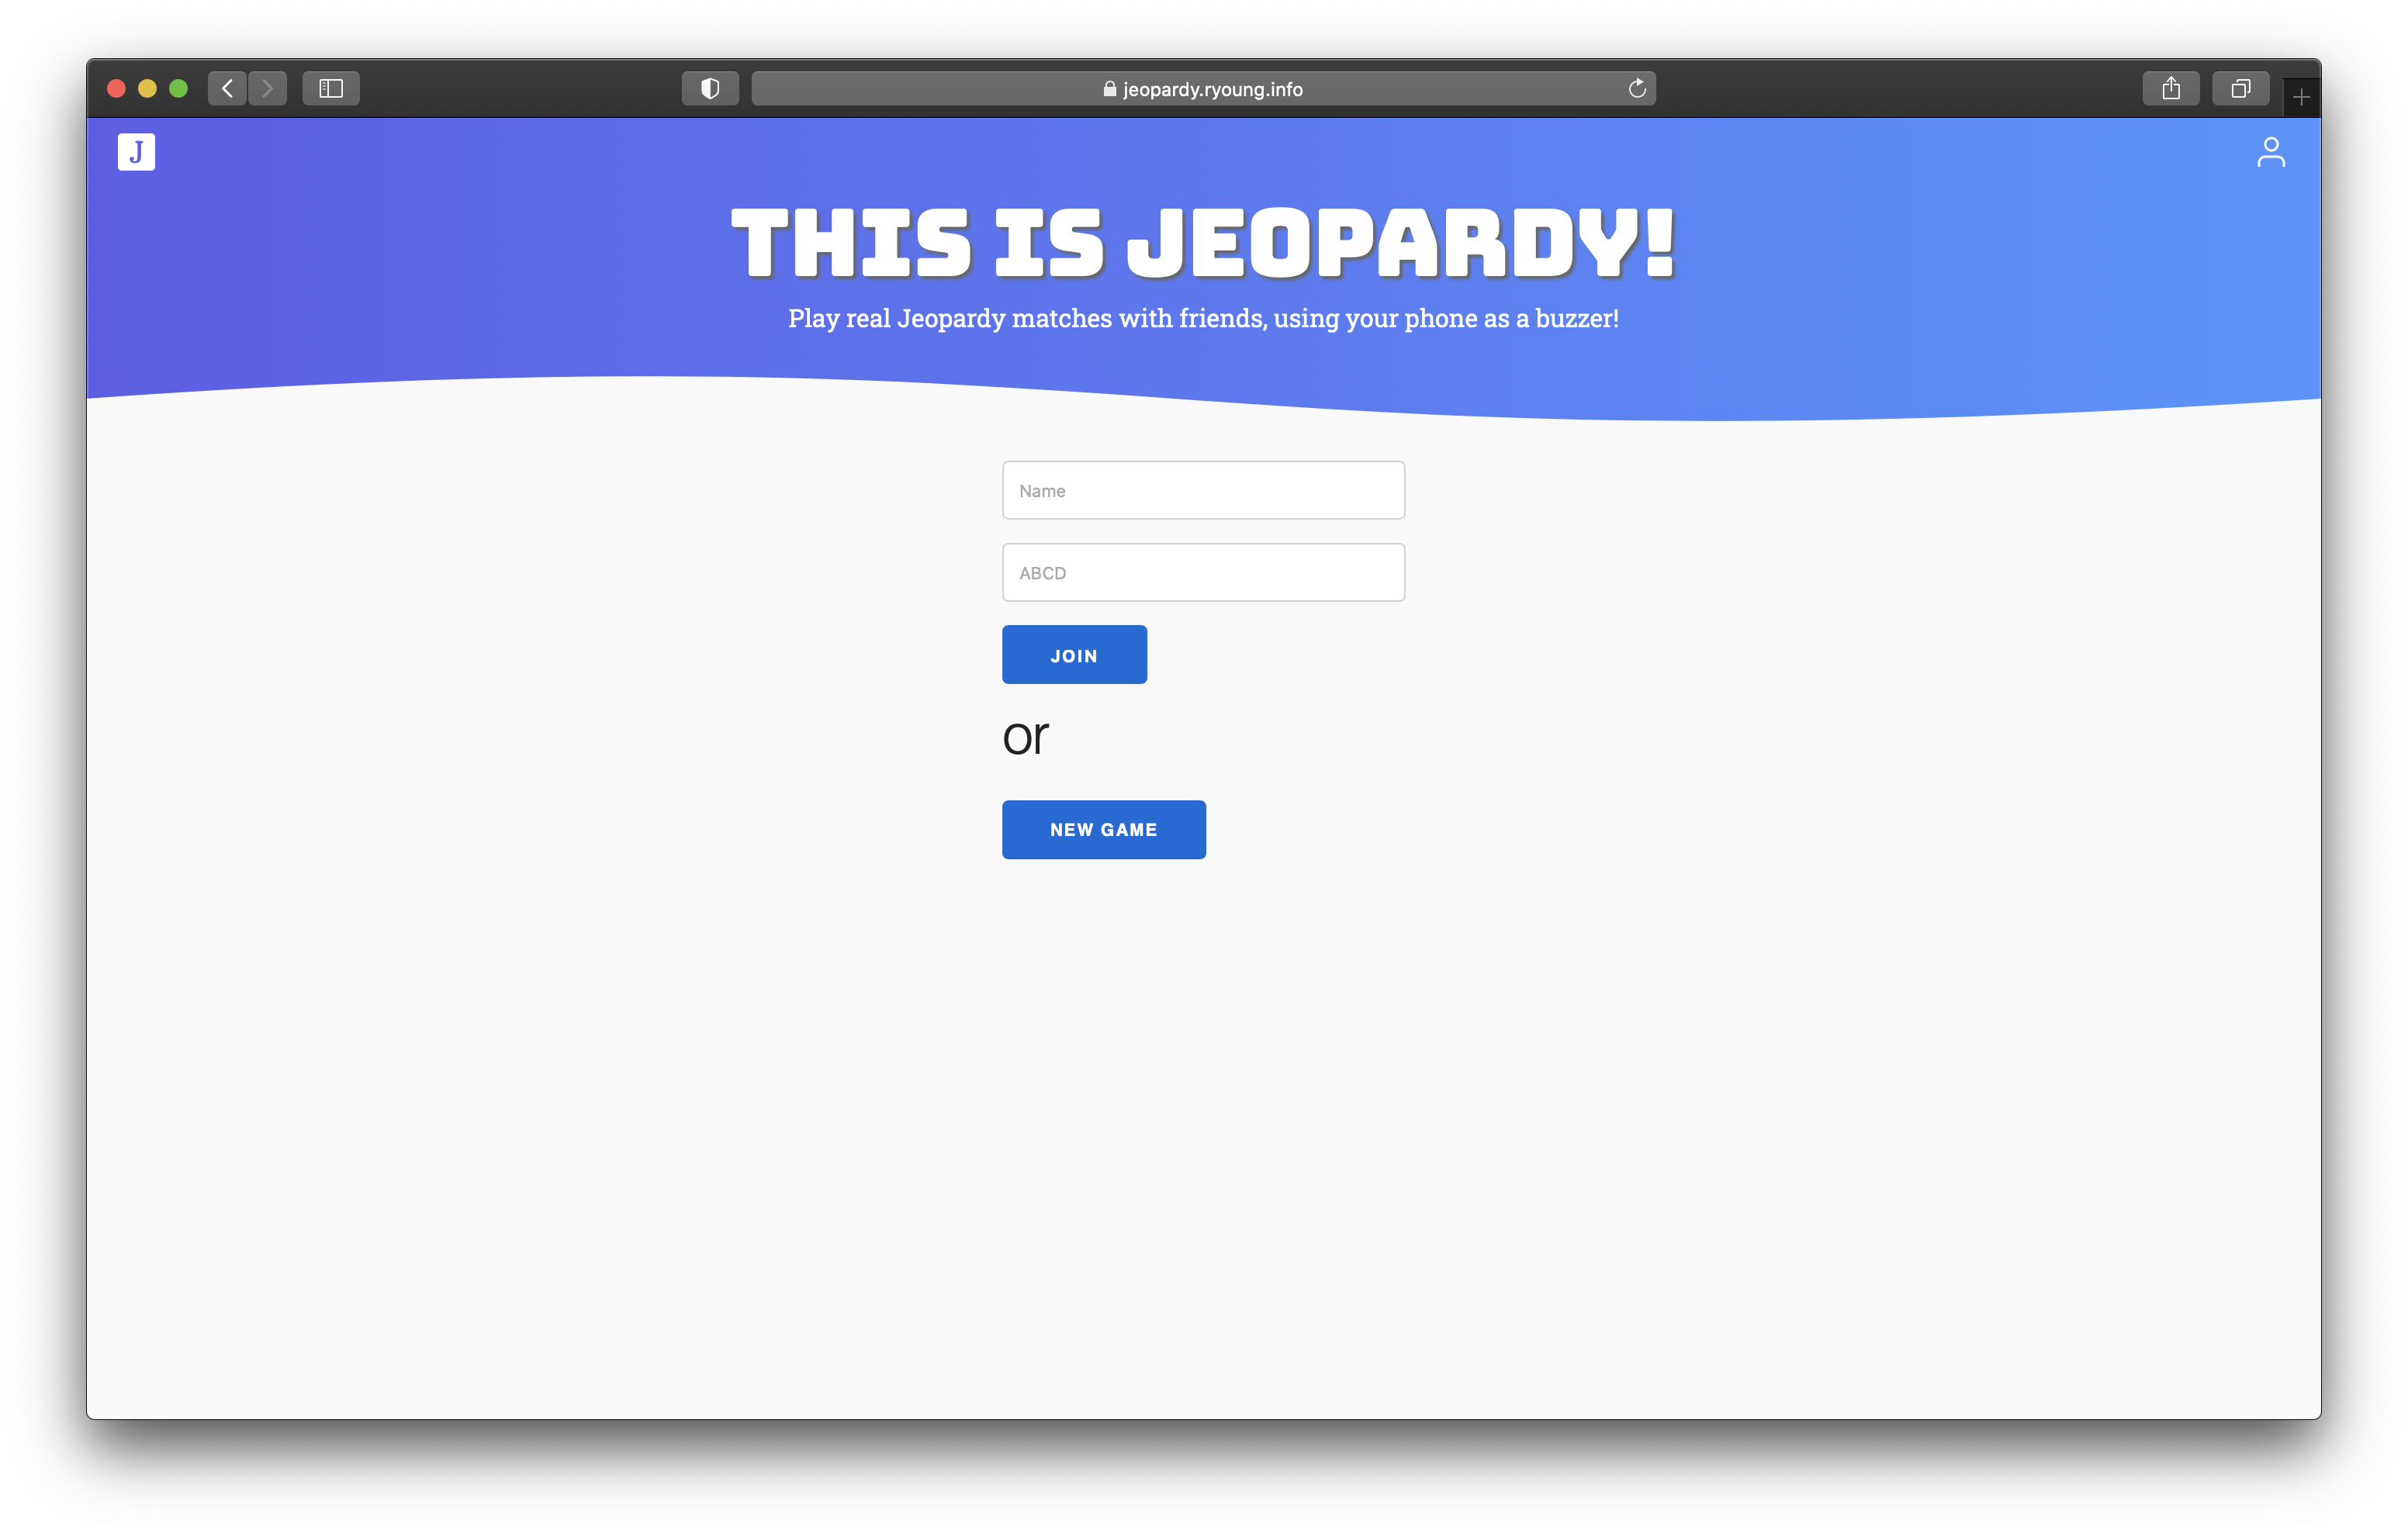 jeopardy.ryoung.info
J
THIS IS JEOPARDY!
Play real Jeopardy matches with friends, using your phone as a buzzer!
Name
ABCD
JOIN
or
NEW GAME